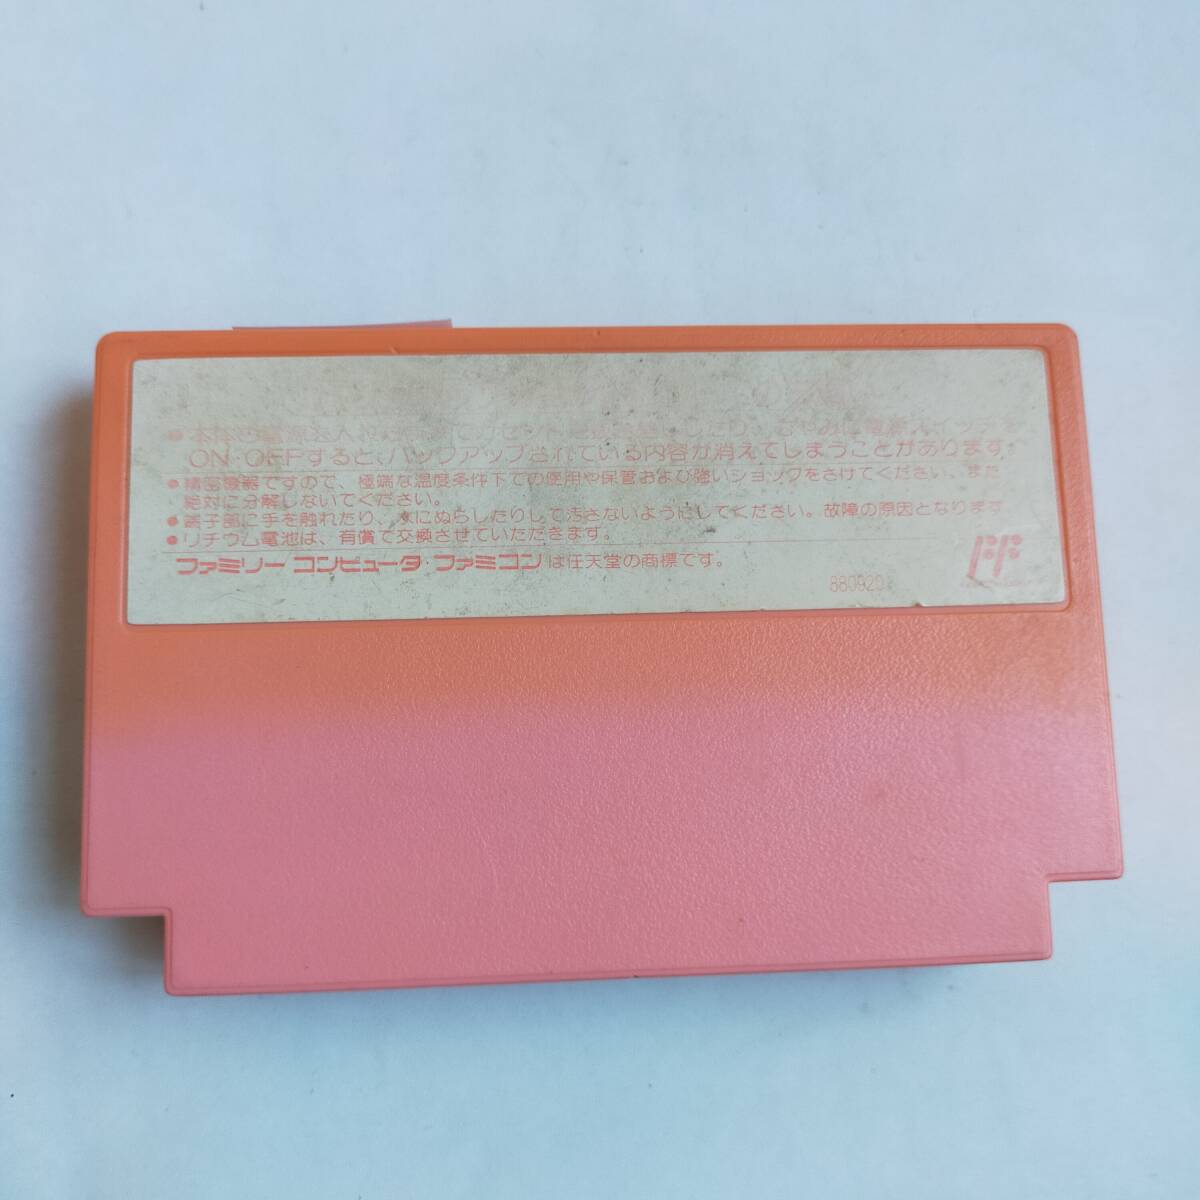 ON・OFFすると、バックアップされている内容が消えてしまうことがあります。
●精密機器ですので、極端な温度条件下での使用や保管および強いショックをさけてください。また
絶対に分解しないでください。
●端子部に手を触れたり、水にぬらしたりして汚さないようにしてください。故障の原因となります。
●リチウム電池は、有償で交換させていただきます。
ファミリーコンピュータ・ファミコンは任天堂の商標です。
FF
880920